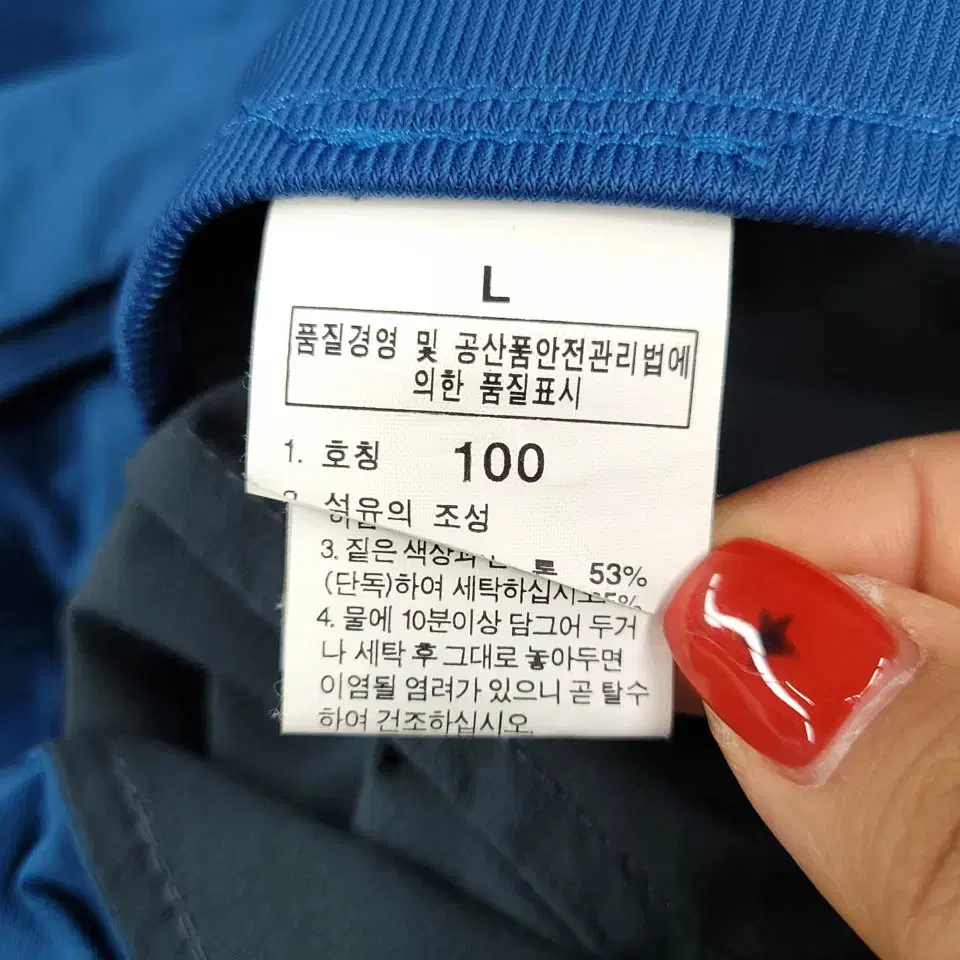 L
품질경영 및 공산품안전관리법에
의한 품질표시
1. 호칭 100
섬유의 조성
53%
3. 짙은 색상과
(단독)하여 세탁하십시오
4. 물에 10분이상 담그어 두거
나 세탁 후 그대로 놓아두면
이염될 염려가 있으니 곧 탈수
하여 건조하십시오.